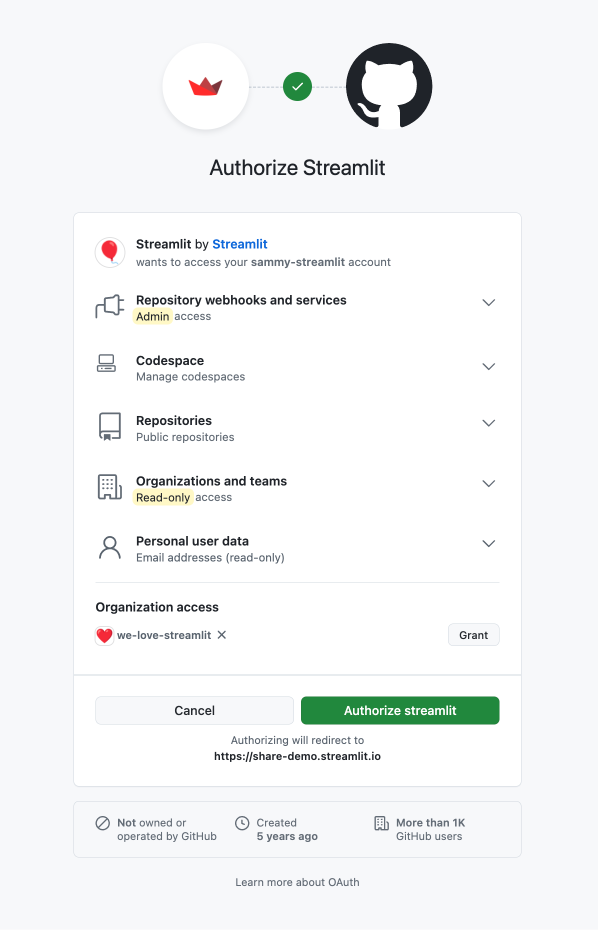 Authorize Streamlit
Streamlit by Streamlit
wants to access your sammy-streamlit account
Repository webhooks and services
Admin access
Codespace
Manage codespaces
Repositories
Public repositories
Organizations and teams
Read-only access
Personal user data
Email addresses (read-only)
Organization access
we-love-streamlit ✕ Grant
Cancel Authorize streamlit
Authorizing will redirect to
https://share-demo.streamlit.io
Not owned or
operated by GitHub
Created
5 years ago
More than 1K
GitHub users
Learn more about OAuth